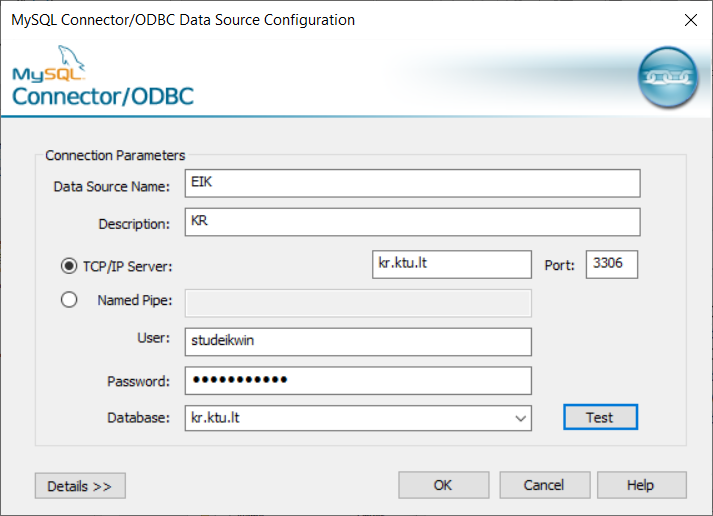 MySQL Connector/ODBC Data Source Configuration
MySQL
Connector/ODBC
Connection Parameters
Data Source Name: EIK
Description: KR
TCP/IP Server: kr.ktu.lt Port: 3306
Named Pipe:
User: studeikwin
Password: •••••••••••
Database: kr.ktu.lt Test
Details >> OK Cancel Help